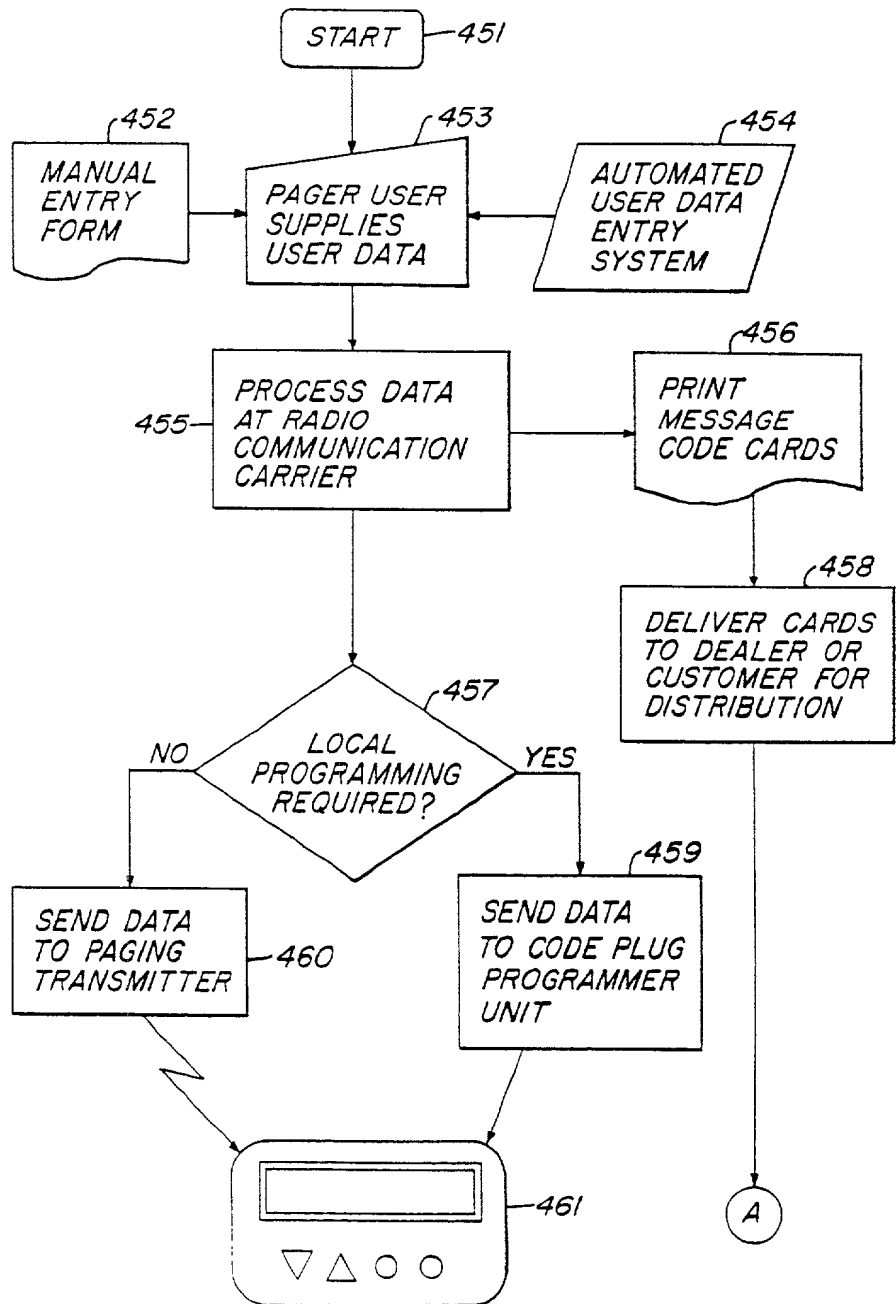 START
451
452
453
454
MANUAL
ENTRY
FORM
PAGER USER
SUPPLIES
USER DATA
AUTOMATED
USER DATA
ENTRY
SYSTEM
455
PROCESS DATA
AT RADIO
COMMUNICATION
CARRIER
456
PRINT
MESSAGE
CODE CARDS
458
DELIVER CARDS
TO DEALER OR
CUSTOMER FOR
DISTRIBUTION
457
NO
LOCAL
PROGRAMMING
REQUIRED?
YES
459
SEND DATA
TO PAGING
TRANSMITTER
460
SEND DATA
TO CODE PLUG
PROGRAMMER
UNIT
461
A